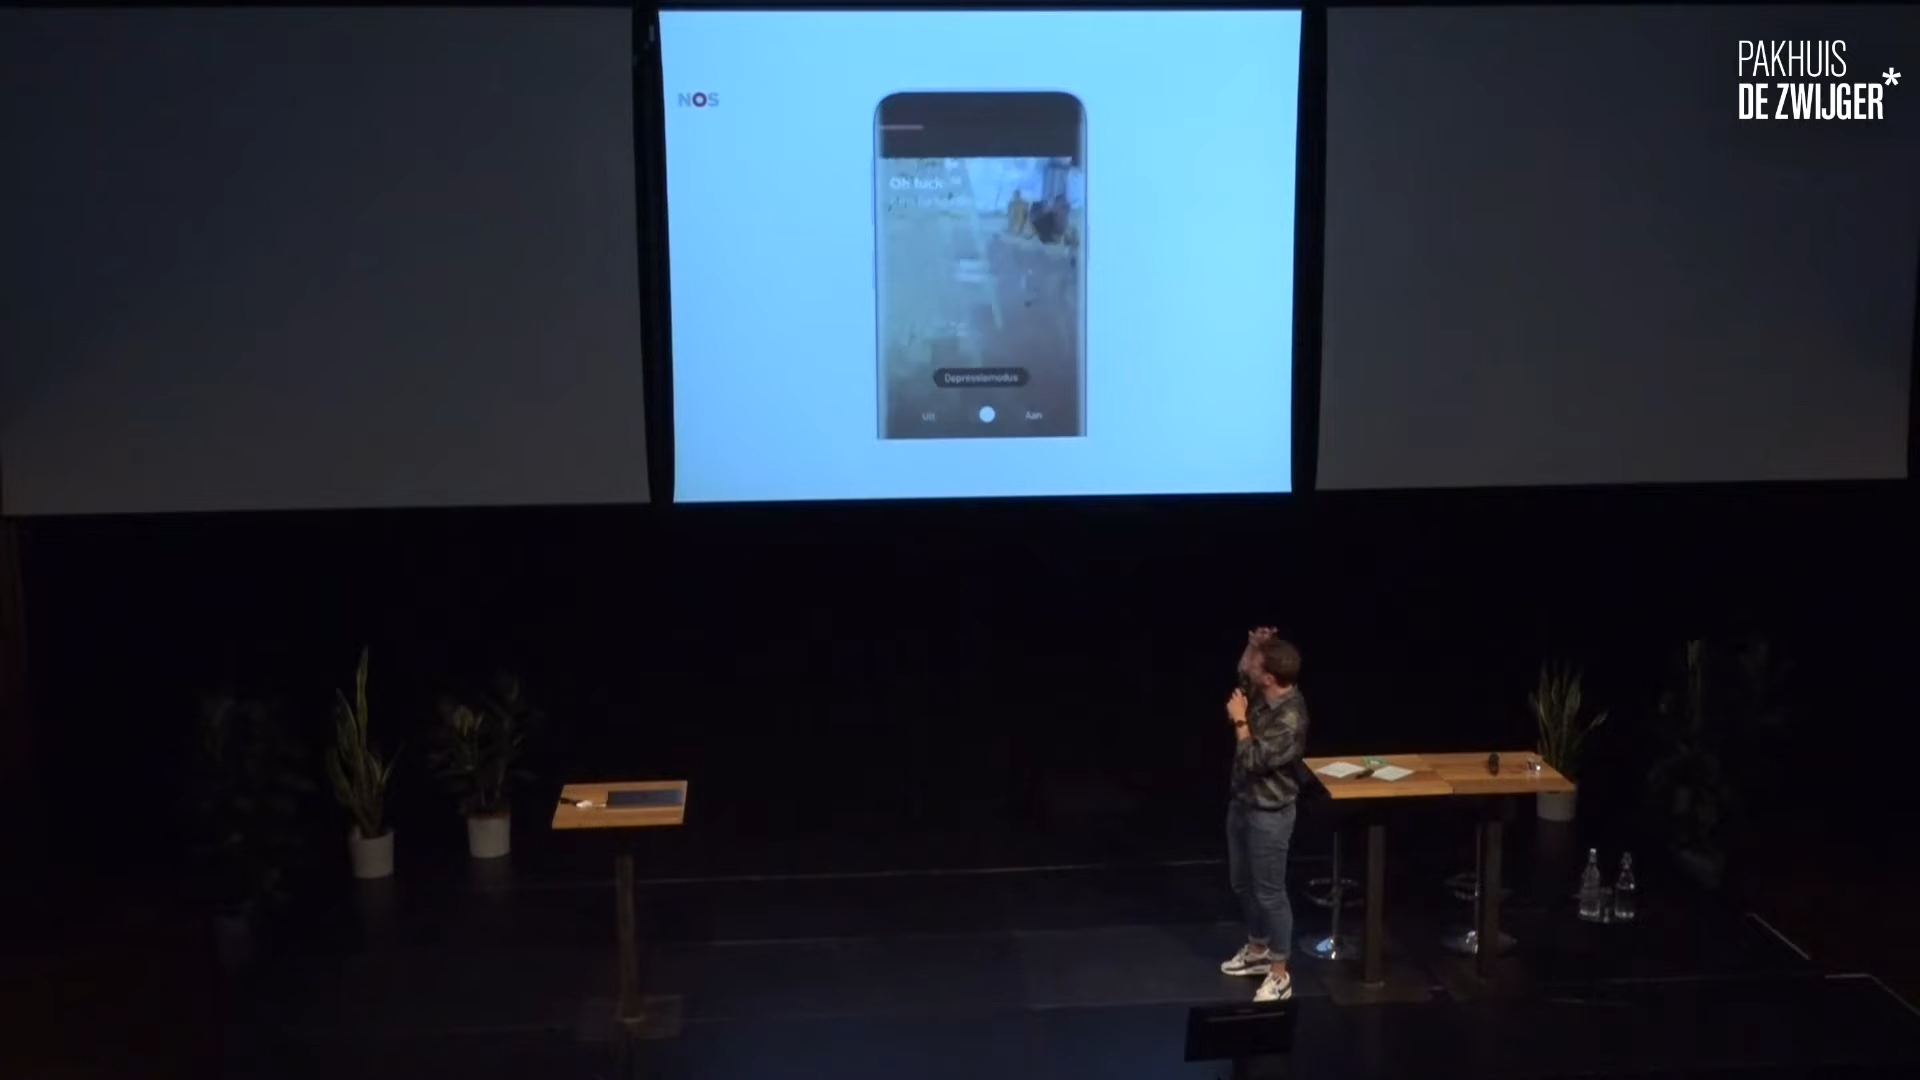 PAKHUIS
DE ZWIJGER*
NOS
Oh fuck
Depressiemodus
Uit
Aan